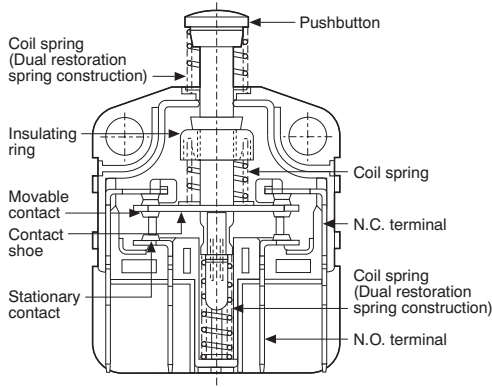 Pushbutton
Coil spring
(Dual restoration
spring construction)
Insulating
ring
Coil spring
Movable
contact
Contact
shoe
N.C. terminal
Stationary
contact
Coil spring
(Dual restoration
spring construction)
N.O. terminal